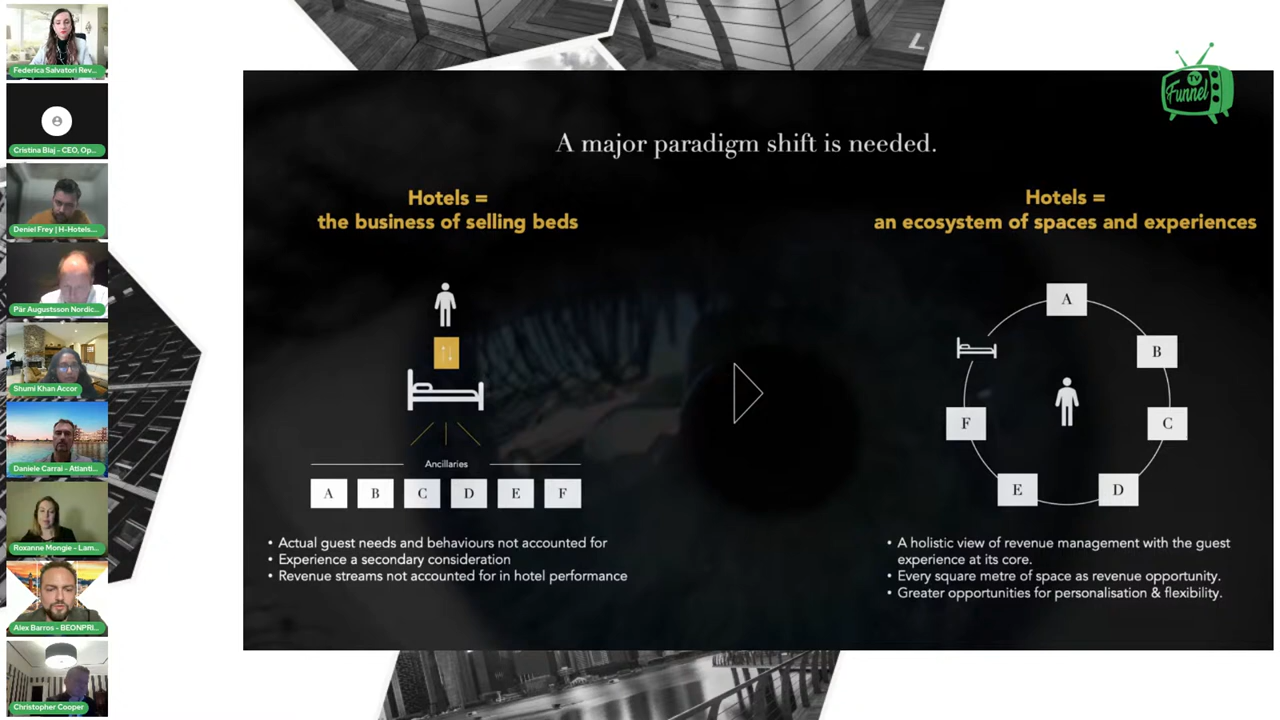 Federica Salvatori Rev...
Cristina Blaj - CEO, Op...
Deniel Frey | H-Hotels...
Pär Augustsson Nordic...
Shumi Khan Accor
Daniele Carrai - Atlanti...
Roxanne Mongie - Lam...
Alex Barros - BEONPRI...
Christopher Cooper
L
TV
Funnel
A major paradigm shift is needed.
Hotels =
the business of selling beds
Ancillaries
A B C D E F
• Actual guest needs and behaviours not accounted for
• Experience a secondary consideration
• Revenue streams not accounted for in hotel performance
Hotels =
an ecosystem of spaces and experiences
A
B
C
D
E
F
• A holistic view of revenue management with the guest
experience at its core.
• Every square metre of space as revenue opportunity.
• Greater opportunities for personalisation & flexibility.